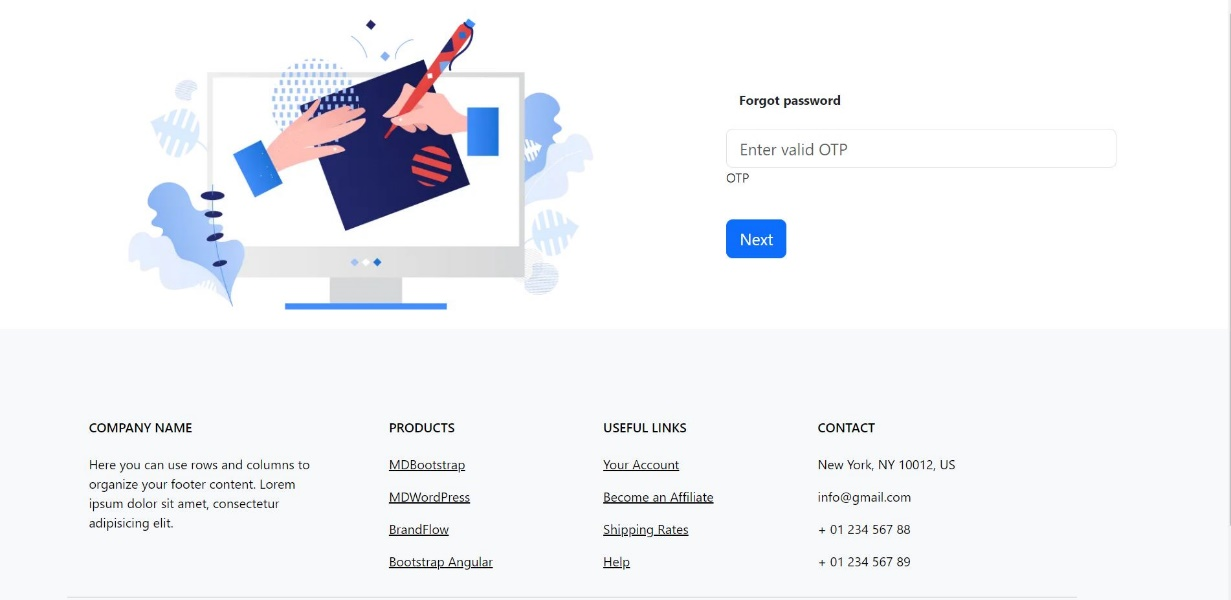 Forgot password
Enter valid OTP
OTP
Next
COMPANY NAME
Here you can use rows and columns to
organize your footer content. Lorem
ipsum dolor sit amet, consectetur
adipisicing elit.
PRODUCTS
MDBootstrap
MDWordPress
BrandFlow
Bootstrap Angular
USEFUL LINKS
Your Account
Become an Affiliate
Shipping Rates
Help
CONTACT
New York, NY 10012, US
info@gmail.com
+ 01 234 567 88
+ 01 234 567 89